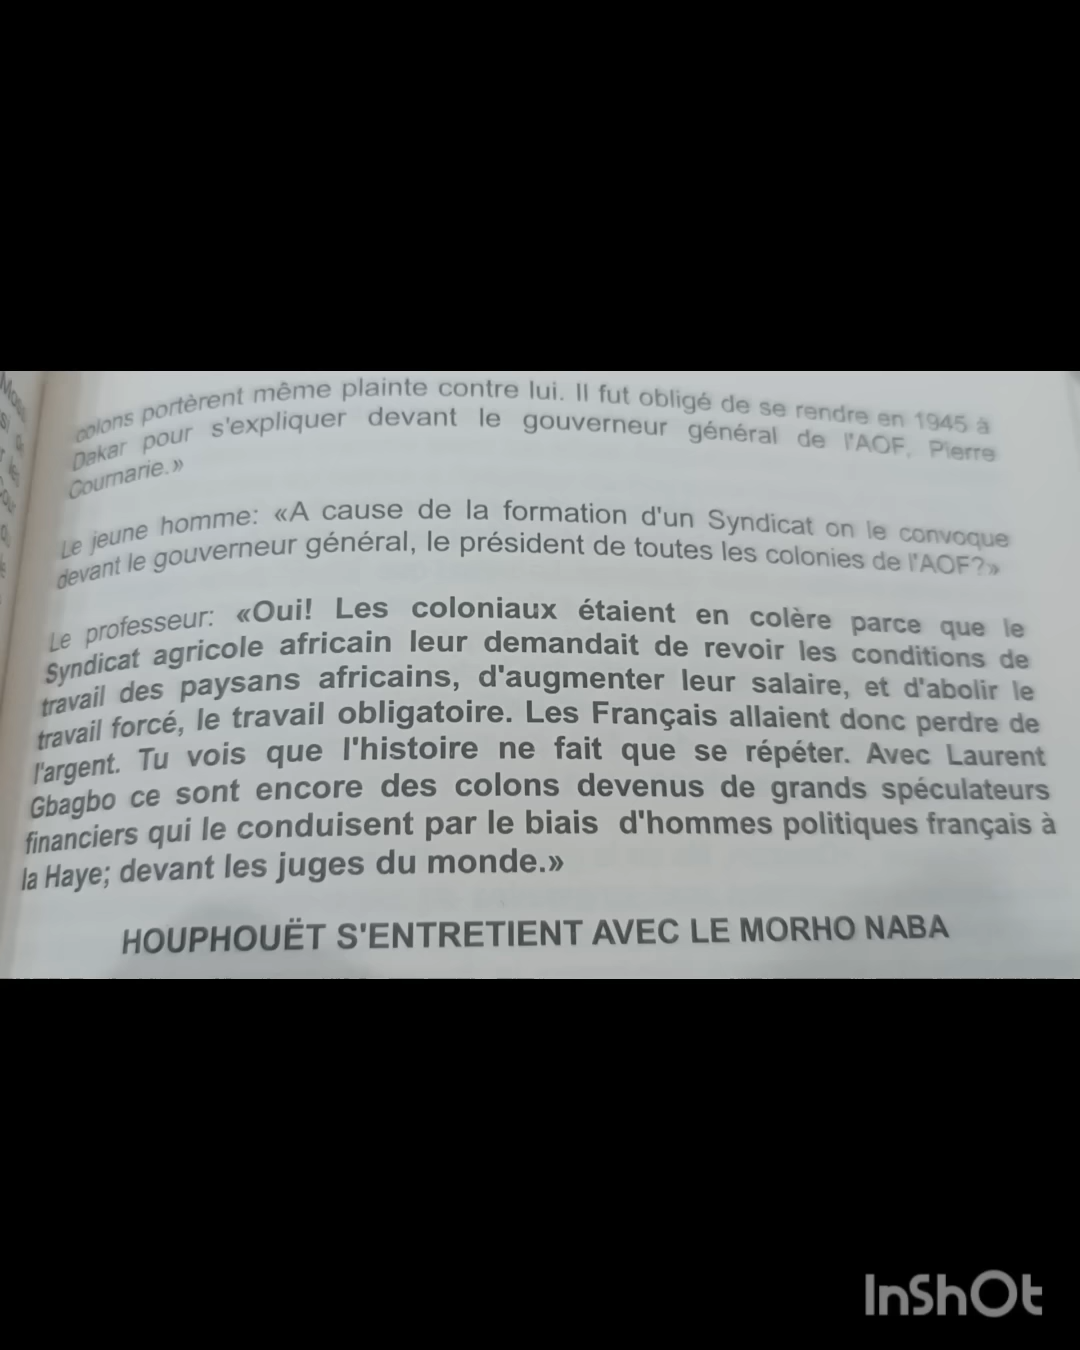 colons portèrent même plainte contre lui. Il fut obligé de se rendre en 1945 à
Dakar pour s'expliquer devant le gouverneur général de l'AOF, Pierre
Cournarie.»
Le jeune homme: «A cause de la formation d'un Syndicat on le convoque
devant le gouverneur général, le président de toutes les colonies de l'AOF?»
Le professeur: «Oui! Les coloniaux étaient en colère parce que le
Syndicat agricole africain leur demandait de revoir les conditions de
travail des paysans africains, d'augmenter leur salaire, et d'abolir le
travail forcé, le travail obligatoire. Les Français allaient donc perdre de
l'argent. Tu vois que l'histoire ne fait que se répéter. Avec Laurent
Gbagbo ce sont encore des colons devenus de grands spéculateurs
financiers qui le conduisent par le biais d'hommes politiques français à
la Haye; devant les juges du monde.»
HOUPHOUËT S'ENTRETIENT AVEC LE MORHO NABA
InShOt